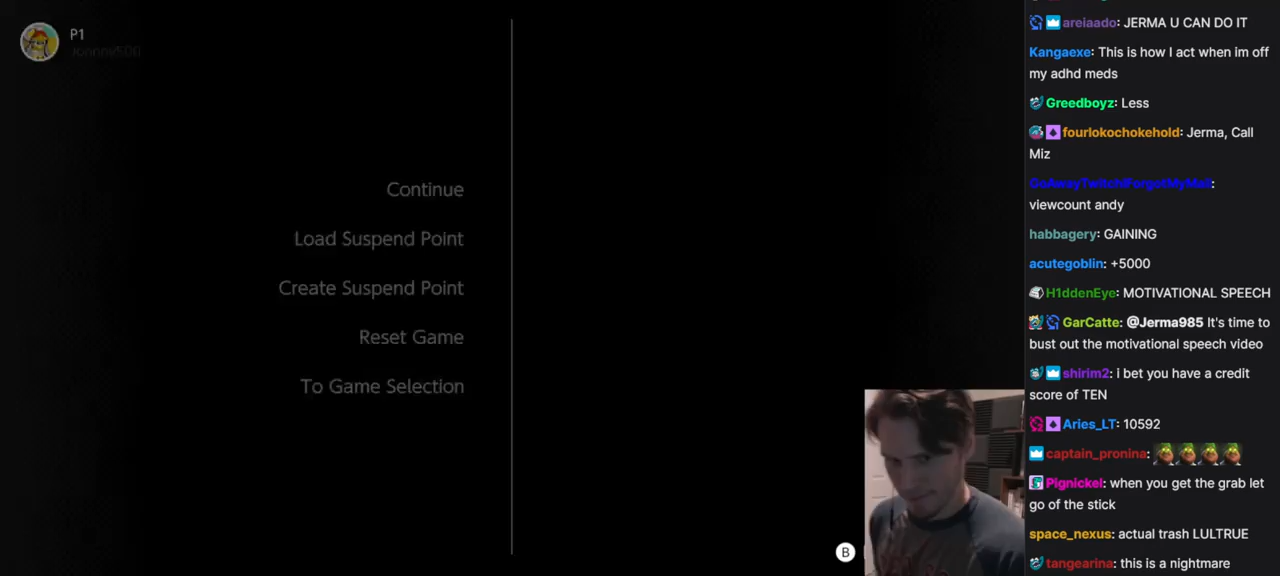 P1
Continue
Load Suspend Point
Create Suspend Point
Reset Game
To Game Selection
B
areiaado: JERMA U CAN DO IT
Kangaexe: This is how I act when im off
my adhd meds
Greedboyz: Less
fourlokochokehold: Jerma, Call
Miz
GoAwayTwitchIForgotMyMeli:
viewcount andy
habbagery: GAINING
acutegoblin: +5000
H1ddenEye: MOTIVATIONAL SPEECH
GarCatte: @Jerma985 It's time to
bust out the motivational speech video
shirim2: i bet you have a credit
score of TEN
Aries_LT: 10592
captain_pronina:
Pignickel: when you get the grab let
go of the stick
space_nexus: actual trash LULTRUE
tangearina: this is a nightmare